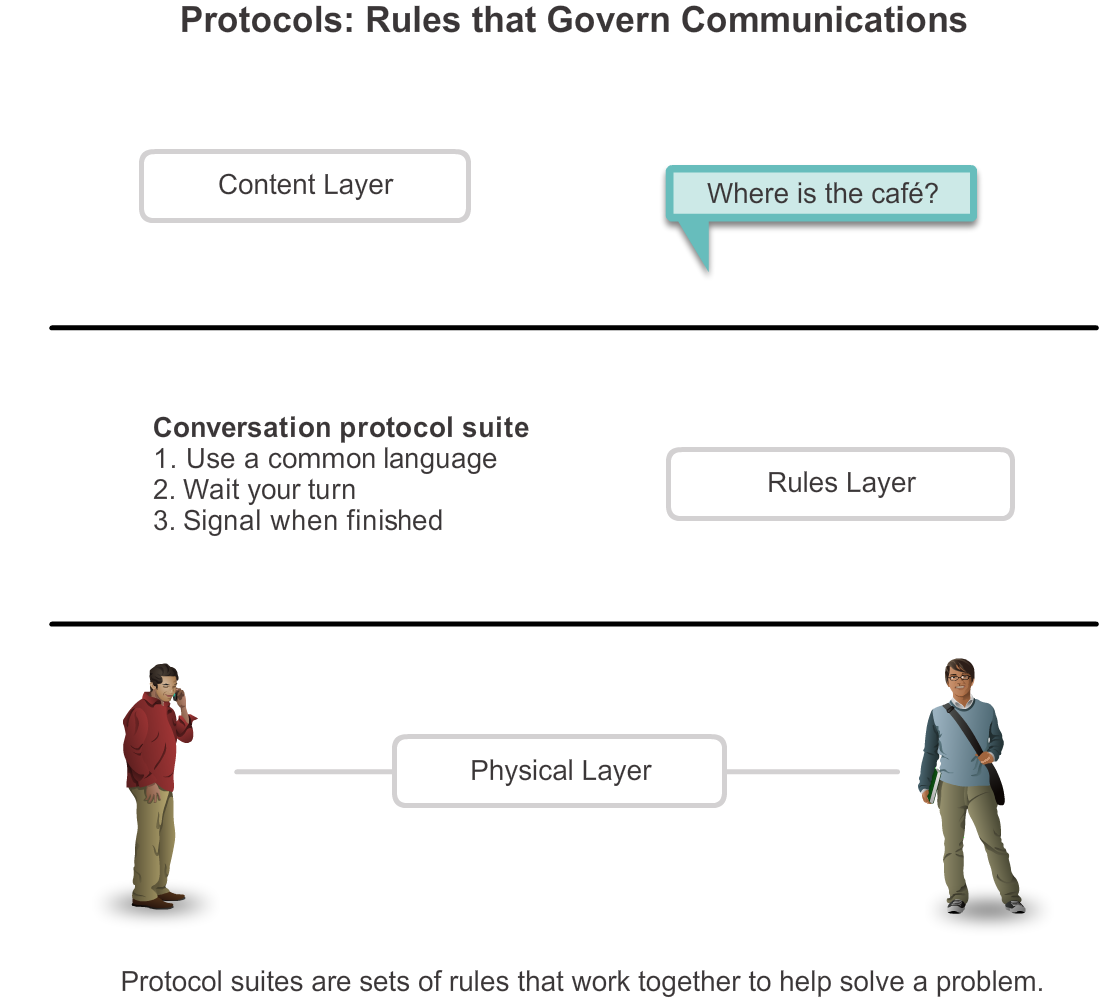 Protocols: Rules that Govern Communications
Content Layer
Where is the café?
Conversation protocol suite
1. Use a common language
2. Wait your turn
3. Signal when finished
Rules Layer
Physical Layer
Protocol suites are sets of rules that work together to help solve a problem.